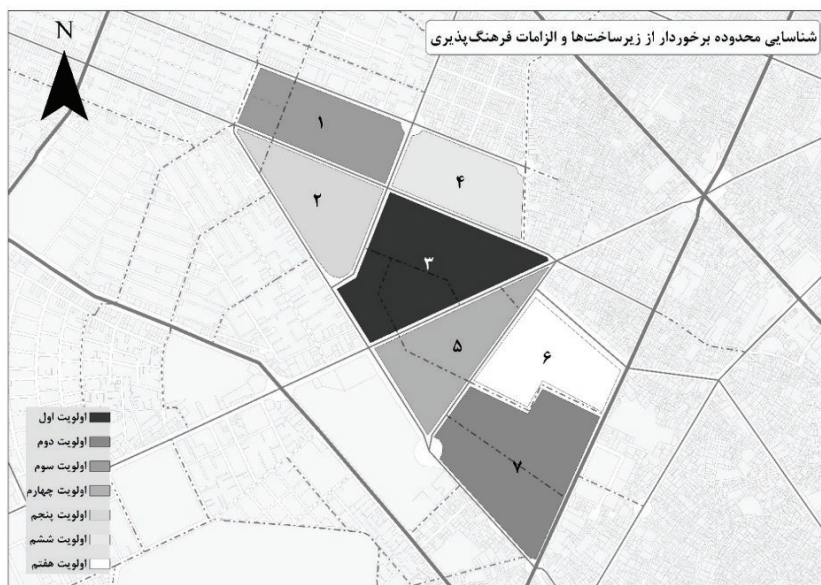 شناسایی محدوده برخوردار از زیرساخت‌ها و الزامات فرهنگ‌پذیری
N
۱
۴
۲
۳
۵
۶
۷
اولویت اول
اولویت دوم
اولویت سوم
اولویت چهارم
اولویت پنجم
اولویت ششم
اولویت هفتم